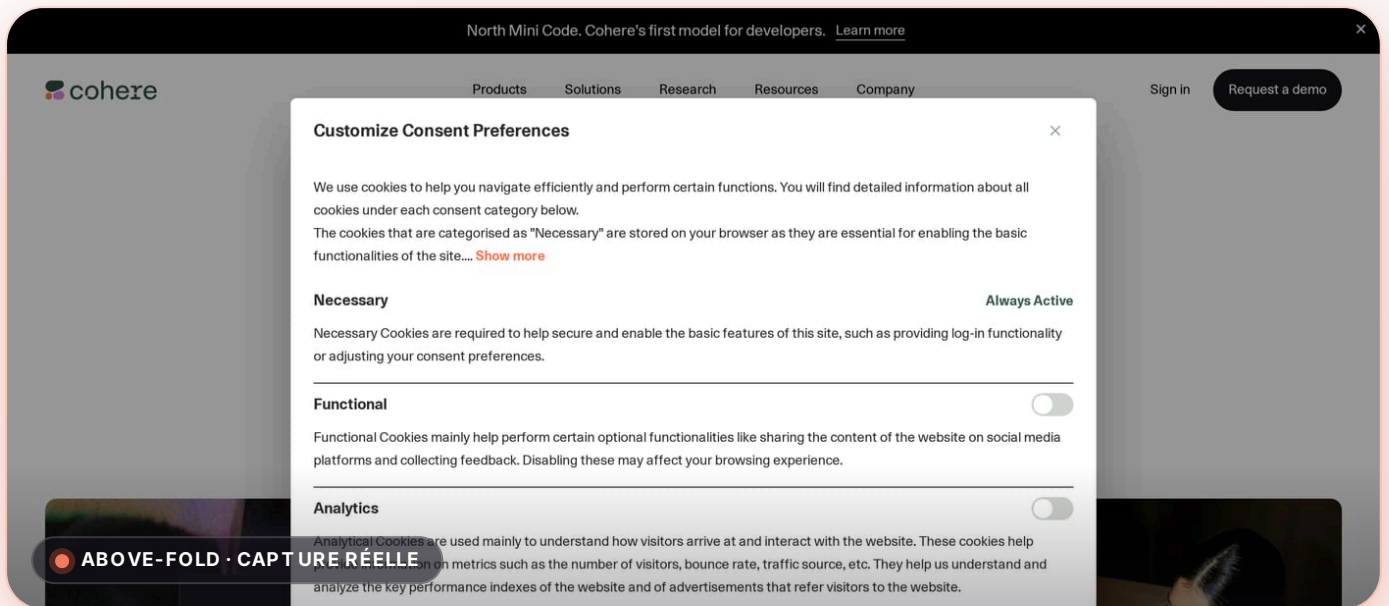 North Mini Code. Cohere's first model for developers. Learn more
cohere
Products Solutions Research Resources Company
Sign in Request a demo
Customize Consent Preferences
We use cookies to help you navigate efficiently and perform certain functions. You will find detailed information about all
cookies under each consent category below.
The cookies that are categorised as "Necessary" are stored on your browser as they are essential for enabling the basic
functionalities of the site.... Show more
Necessary Always Active
Necessary Cookies are required to help secure and enable the basic features of this site, such as providing log-in functionality
or adjusting your consent preferences.
Functional
Functional Cookies mainly help perform certain optional functionalities like sharing the content of the website on social media
platforms and collecting feedback. Disabling these may affect your browsing experience.
Analytics
Analytical Cookies are used mainly to understand how visitors arrive at and interact with the website. These cookies help
ABOVE-FOLD · CAPTURE RÉELLE
on metrics such as the number of visitors, bounce rate, traffic source, etc. They help us understand and
analyze the key performance indexes of the website and of advertisements that refer visitors to the website.